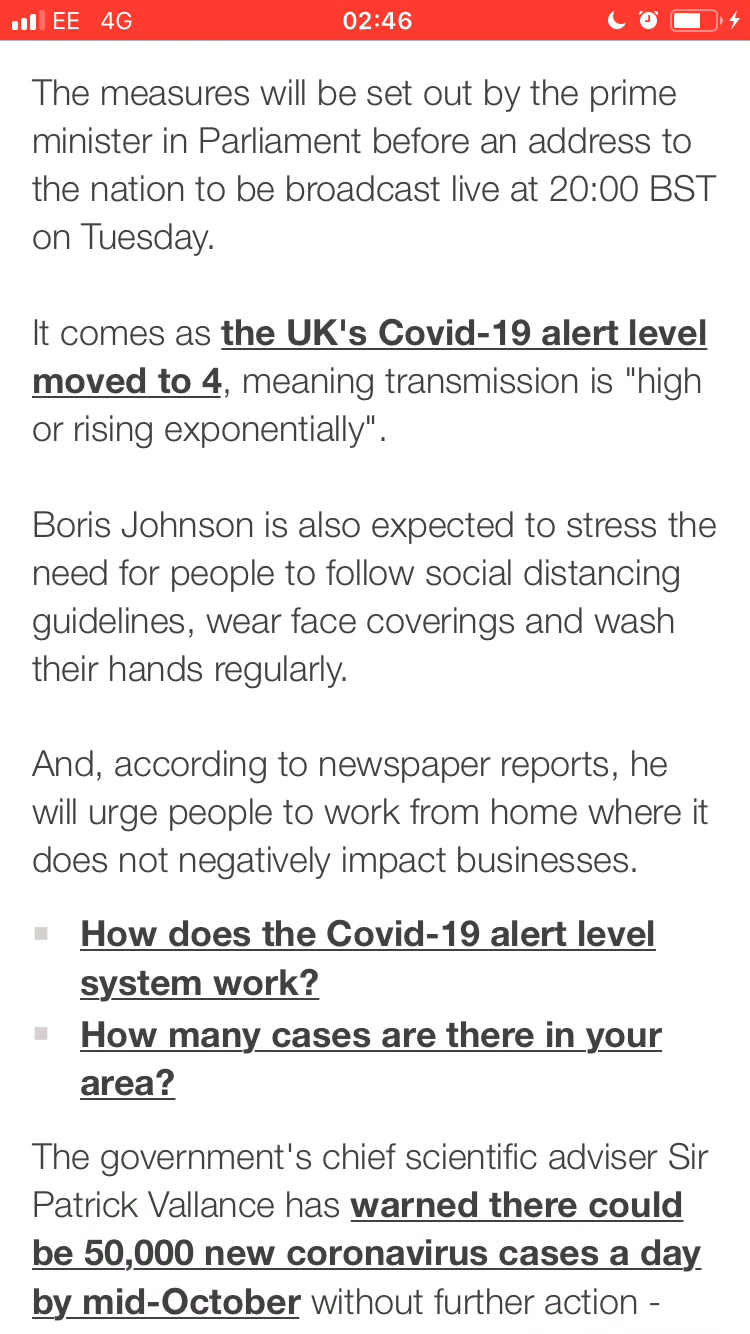 EE 4G 02:46
The measures will be set out by the prime
minister in Parliament before an address to
the nation to be broadcast live at 20:00 BST
on Tuesday.
It comes as the UK's Covid-19 alert level
moved to 4, meaning transmission is "high
or rising exponentially".
Boris Johnson is also expected to stress the
need for people to follow social distancing
guidelines, wear face coverings and wash
their hands regularly.
And, according to newspaper reports, he
will urge people to work from home where it
does not negatively impact businesses.
How does the Covid-19 alert level
system work?
How many cases are there in your
area?
The government's chief scientific adviser Sir
Patrick Vallance has warned there could
be 50,000 new coronavirus cases a day
by mid-October without further action -